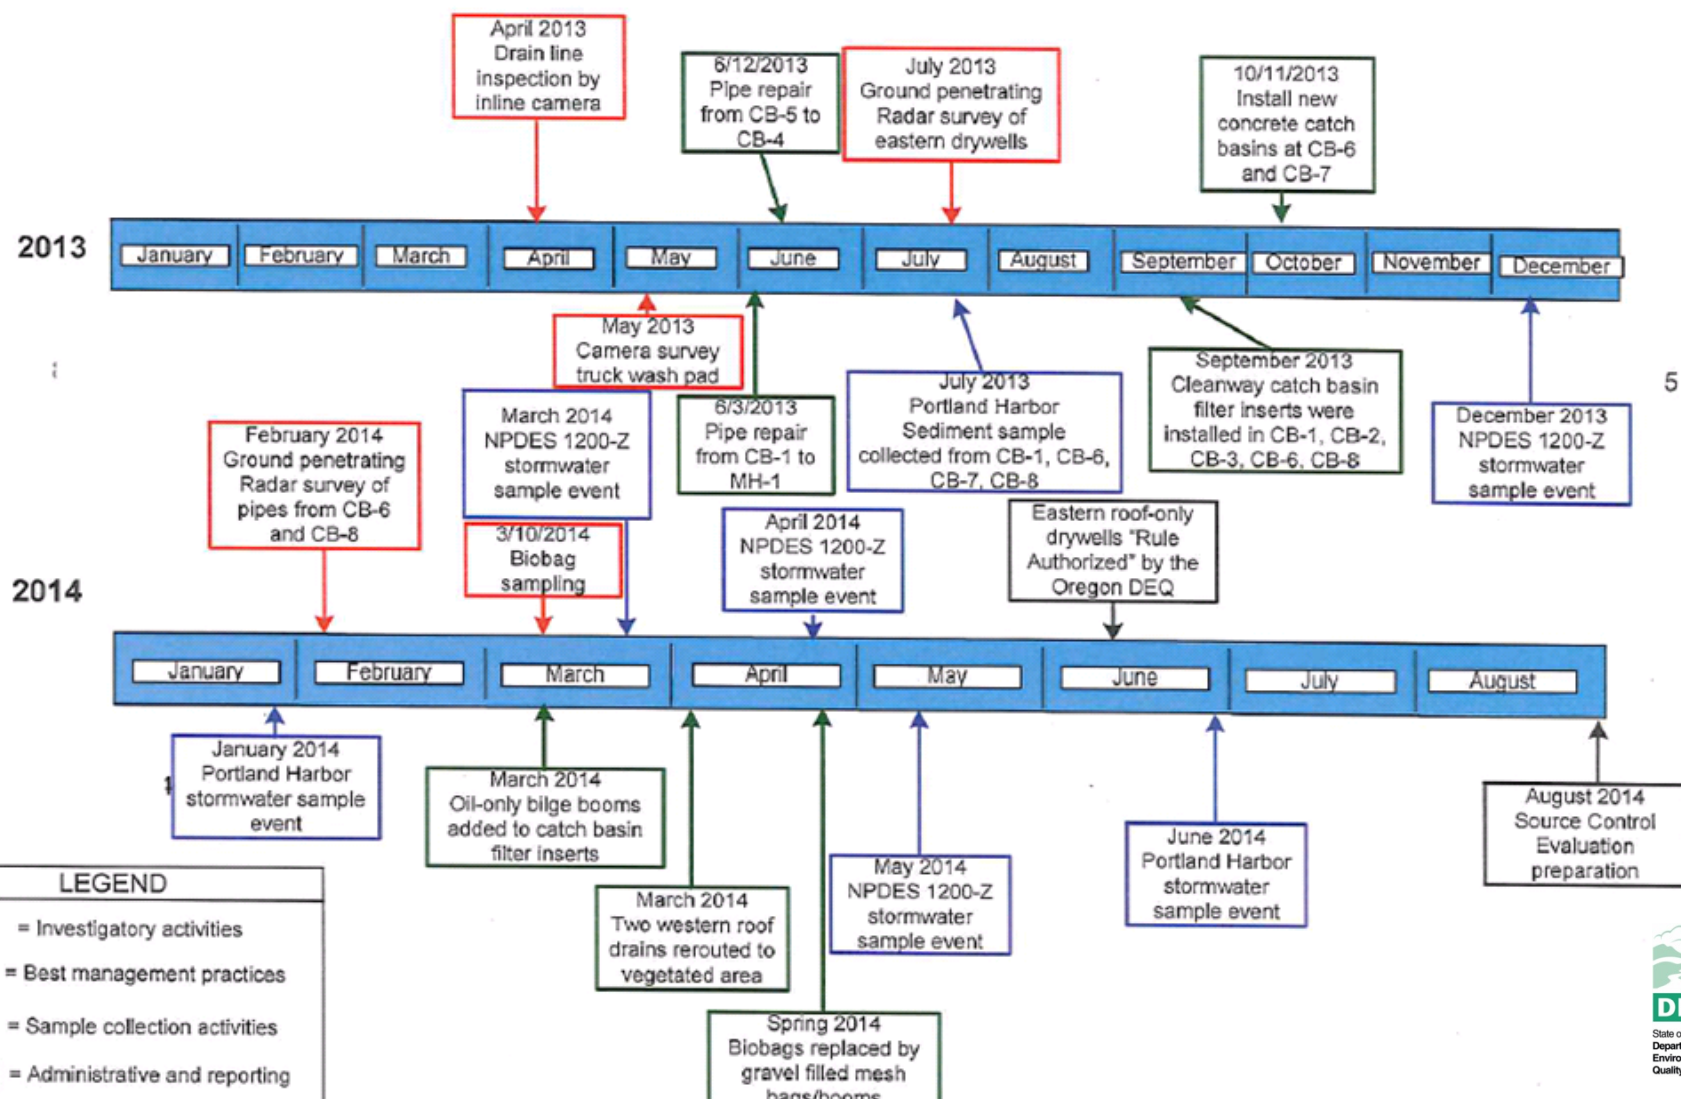 April 2013
Drain line
inspection by
inline camera
6/12/2013
Pipe repair
from CB-5 to
CB-4
July 2013
Ground penetrating
Radar survey of
eastern drywells
10/11/2013
Install new
concrete catch
basins at CB-6
and CB-7
2013
January
February
March
April
May
June
July
August
September
October
November
December
May 2013
Camera survey
truck wash pad
6/3/2013
Pipe repair
from CB-1 to
MH-1
July 2013
Portland Harbor
Sediment sample
collected from CB-1, CB-6,
CB-7, CB-8
September 2013
Cleanway catch basin
filter inserts were
installed in CB-1, CB-2,
CB-3, CB-6, CB-8
December 2013
NPDES 1200-Z
stormwater
sample event
5
February 2014
Ground penetrating
Radar survey of
pipes from CB-6
and CB-8
March 2014
NPDES 1200-Z
stormwater
sample event
3/10/2014
Biobag
sampling
April 2014
NPDES 1200-Z
stormwater
sample event
Eastern roof-only
drywells "Rule
Authorized" by the
Oregon DEQ
2014
January
February
March
April
May
June
July
August
January 2014
Portland Harbor
stormwater sample
event
March 2014
Oil-only bilge booms
added to catch basin
filter inserts
March 2014
Two western roof
drains rerouted to
vegetated area
Spring 2014
Biobags replaced by
gravel filled mesh
bags/booms
May 2014
NPDES 1200-Z
stormwater
sample event
June 2014
Portland Harbor
stormwater
sample event
August 2014
Source Control
Evaluation
preparation
LEGEND
= Investigatory activities
= Best management practices
= Sample collection activities
= Administrative and reporting
State o
Depart
Enviro
Quality